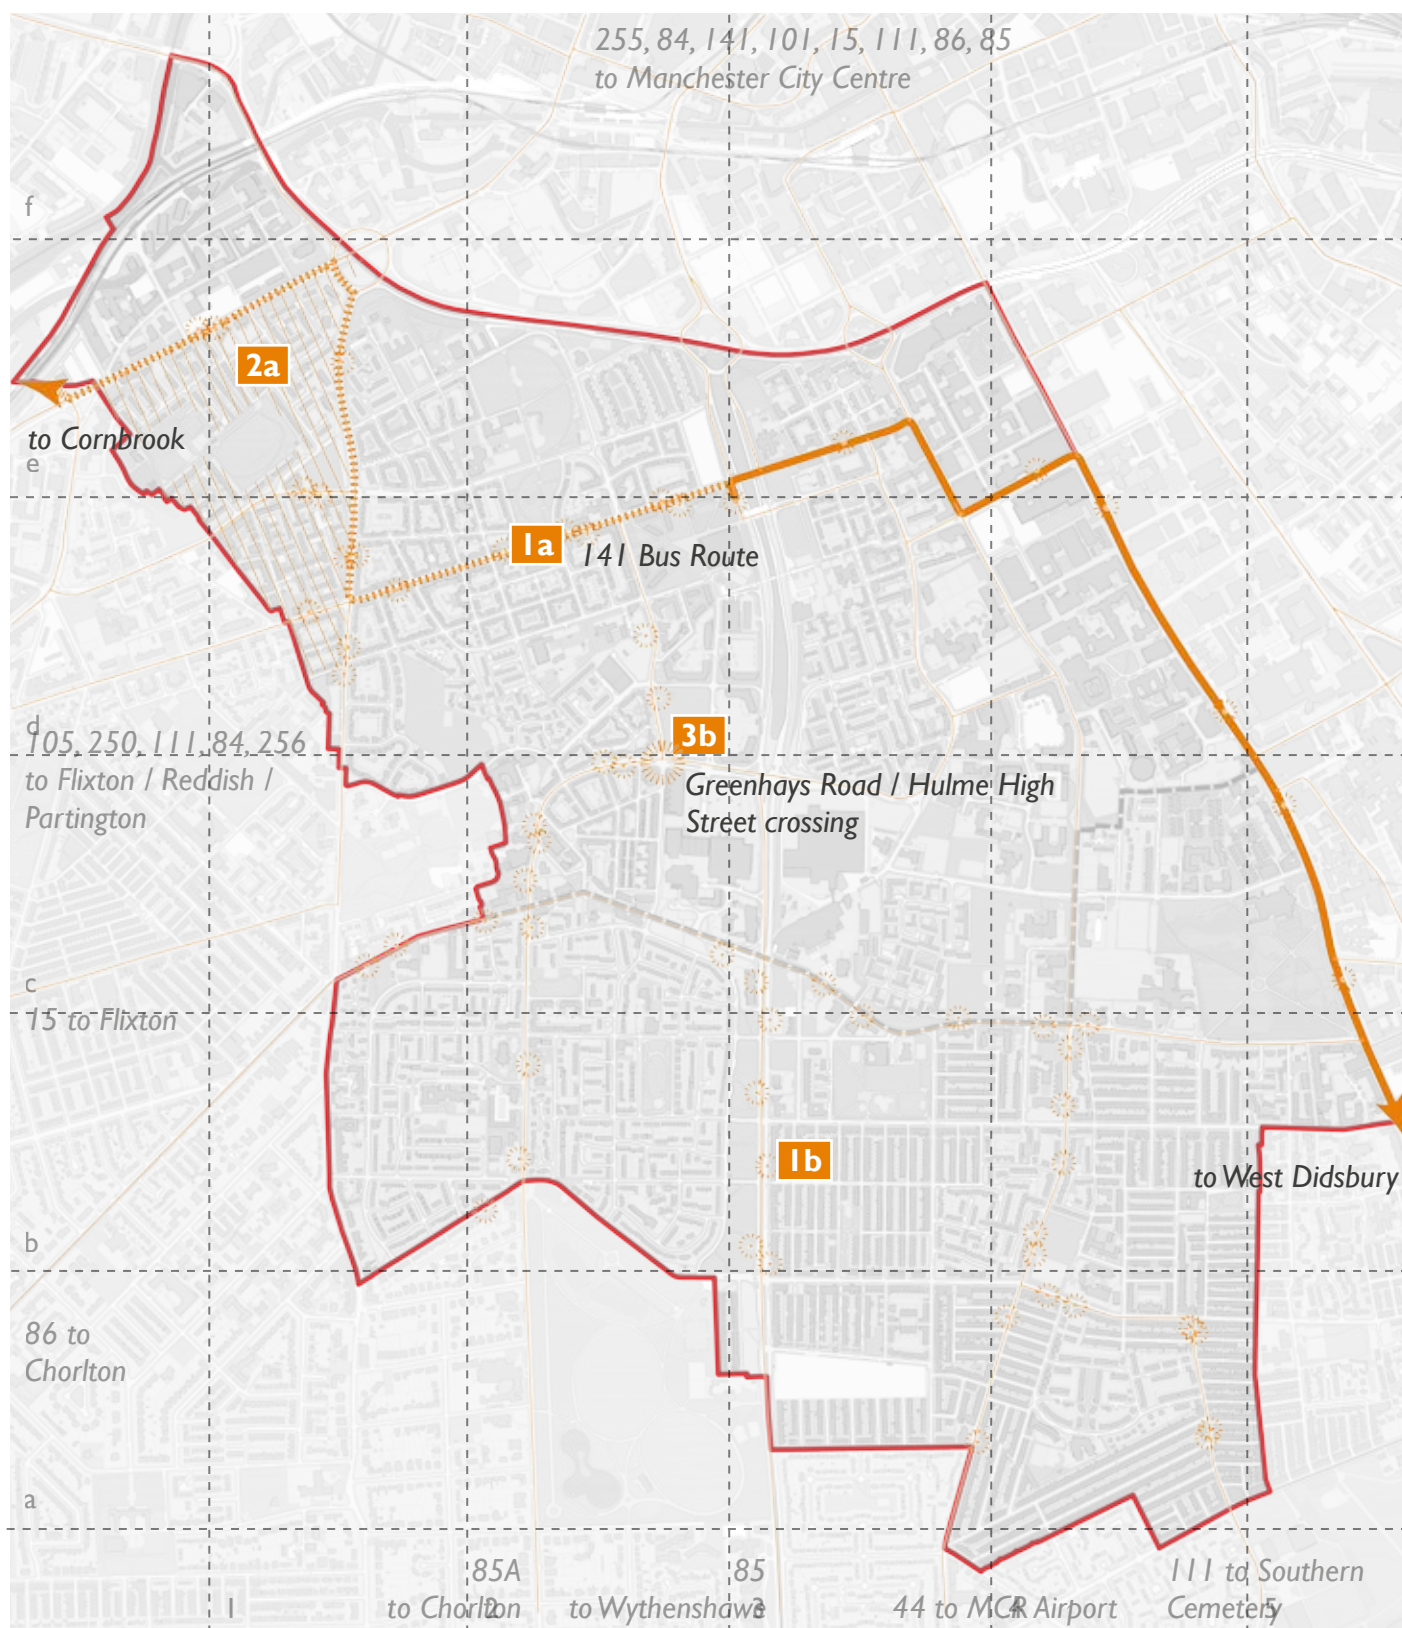 255, 84, 141, 101, 15, 111, 86, 85
to Manchester City Centre
f
2a
to Cornbrook
e
1a
141 Bus Route
d
3b
105, 250, 111, 84, 256
to Flixton / Reddish /
Partington
Greenhays Road / Hulme High
Street crossing
c
15 to Flixton
1b
to West Didsbury
b
86 to
Chorlton
a
85A
to Chorlton
85
to Wythenshawe
44 to MCR Airport
111 to Southern
Cemetery
1
2
3
4
5